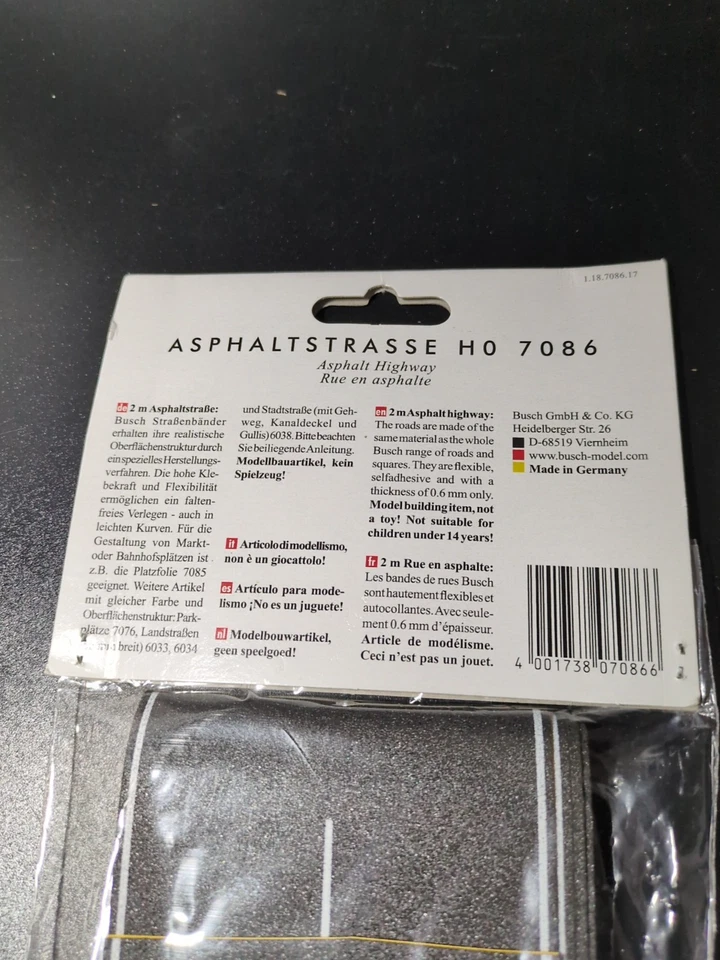 1.18.7086.17
ASPHALTSTRASSE H0 7086
Asphalt Highway
Rue en asphalte
de 2 m Asphaltstraße:
Busch Straßenbänder
erhalten ihre realistische
Oberflächenstruktur durch
ein spezielles Herstellungs-
verfahren. Die hohe Kle-
bekraft und Flexibilität
ermöglichen ein falten-
freies Verlegen - auch in
leichten Kurven. Für die
Gestaltung von Markt-
oder Bahnhofsplätzen ist
z.B. die Platzfolie 7085
geeignet. Weitere Artikel
mit gleicher Farbe und
Oberflächenstruktur: Park-
plätze 7076, Landstraßen
breit) 6033, 6034
und Stadtstraße (mit Geh-
weg, Kanaldeckel und
Gullis) 6038. Bitte beachten
Sie beiliegende Anleitung.
Modellbauartikel, kein
Spielzeug!
it Articolo di modellismo,
non è un giocattolo!
es Artículo para mode-
lismo ¡No es un juguete!
nl Modelbouwartikel,
geen speelgoed!
en 2 m Asphalt highway:
The roads are made of the
same material as the whole
Busch range of roads and
squares. They are flexible,
selfadhesive and with a
thickness of 0.6 mm only.
Model building item, not
a toy! Not suitable for
children under 14 years!
fr 2 m Rue en asphalte:
Les bandes de rues Busch
sont hautement flexibles et
autocollantes. Avec seule-
ment 0.6 mm d'épaisseur.
Article de modélisme.
Ceci n'est pas un jouet.
Busch GmbH & Co. KG
Heidelberger Str. 26
D-68519 Viernheim
www.busch-model.com
Made in Germany
4 001738 070866